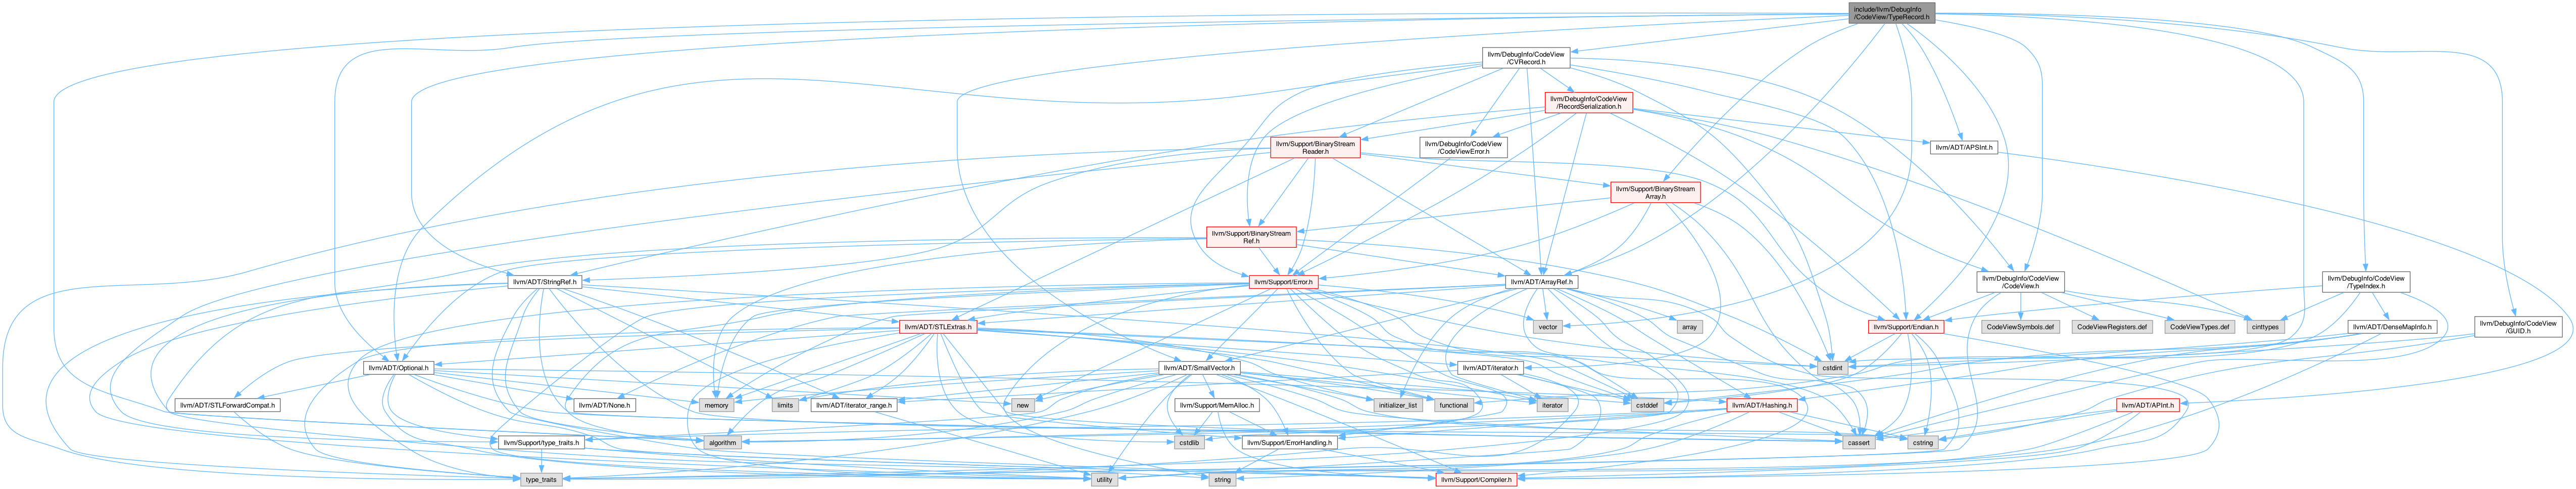 include/llvm/DebugInfo
/CodeView/TypeRecord.h
llvm/DebugInfo/CodeView
/CVRecord.h
llvm/DebugInfo/CodeView
/RecordSerialization.h
llvm/Support/BinaryStream
Reader.h
llvm/DebugInfo/CodeView
/CodeViewError.h
llvm/ADT/APSInt.h
llvm/Support/BinaryStream
Array.h
llvm/Support/BinaryStream
Ref.h
llvm/ADT/StringRef.h
llvm/Support/Error.h
llvm/ADT/ArrayRef.h
llvm/DebugInfo/CodeView
/CodeView.h
llvm/DebugInfo/CodeView
/TypeIndex.h
llvm/ADT/STLExtras.h
vector
array
llvm/Support/Endian.h
CodeViewSymbols.def
CodeViewRegisters.def
CodeViewTypes.def
cinttypes
llvm/ADT/DenseMapInfo.h
llvm/DebugInfo/CodeView
/GUID.h
llvm/ADT/Optional.h
llvm/ADT/SmallVector.h
llvm/ADT/iterator.h
cstdint
llvm/ADT/STLForwardCompat.h
llvm/ADT/None.h
memory
limits
llvm/ADT/iterator_range.h
new
llvm/Support/MemAlloc.h
initializer_list
functional
iterator
cstddef
llvm/ADT/Hashing.h
llvm/ADT/APInt.h
llvm/Support/type_traits.h
algorithm
cstdlib
llvm/Support/ErrorHandling.h
cassert
cstring
type_traits
utility
string
llvm/Support/Compiler.h